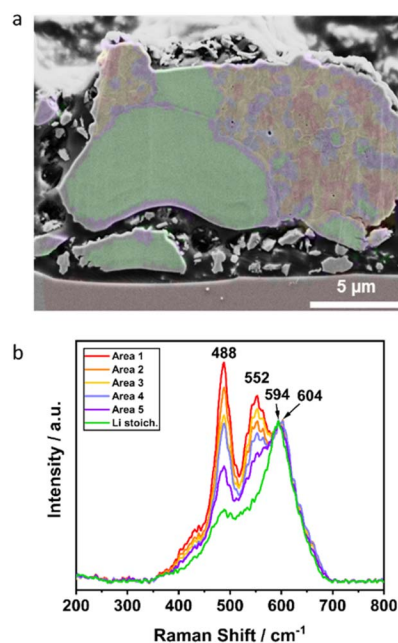 a
5 µm
b
Intensity / a.u.
Area 1
Area 2
Area 3
Area 4
Area 5
Li stoich.
488
552
594
604
200 300 400 500 600 700 800
Raman Shift / cm⁻¹